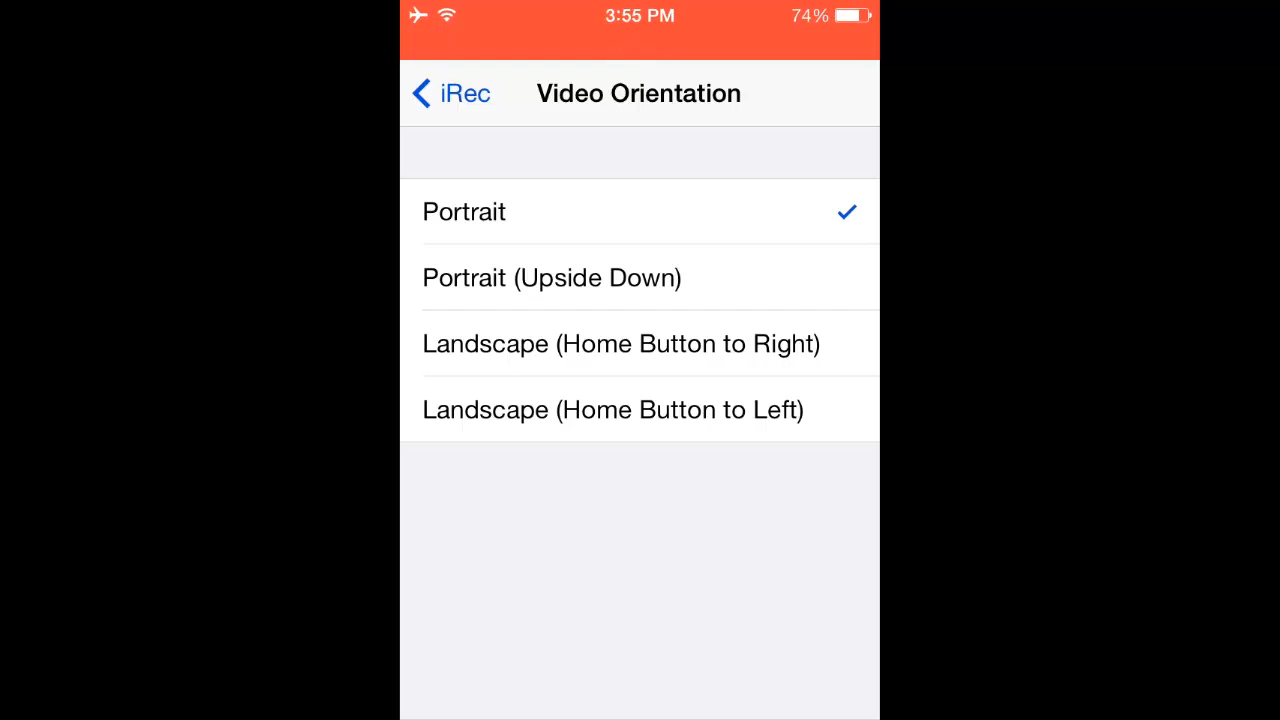 3:55 PM 74%
iRec Video Orientation
Portrait
Portrait (Upside Down)
Landscape (Home Button to Right)
Landscape (Home Button to Left)